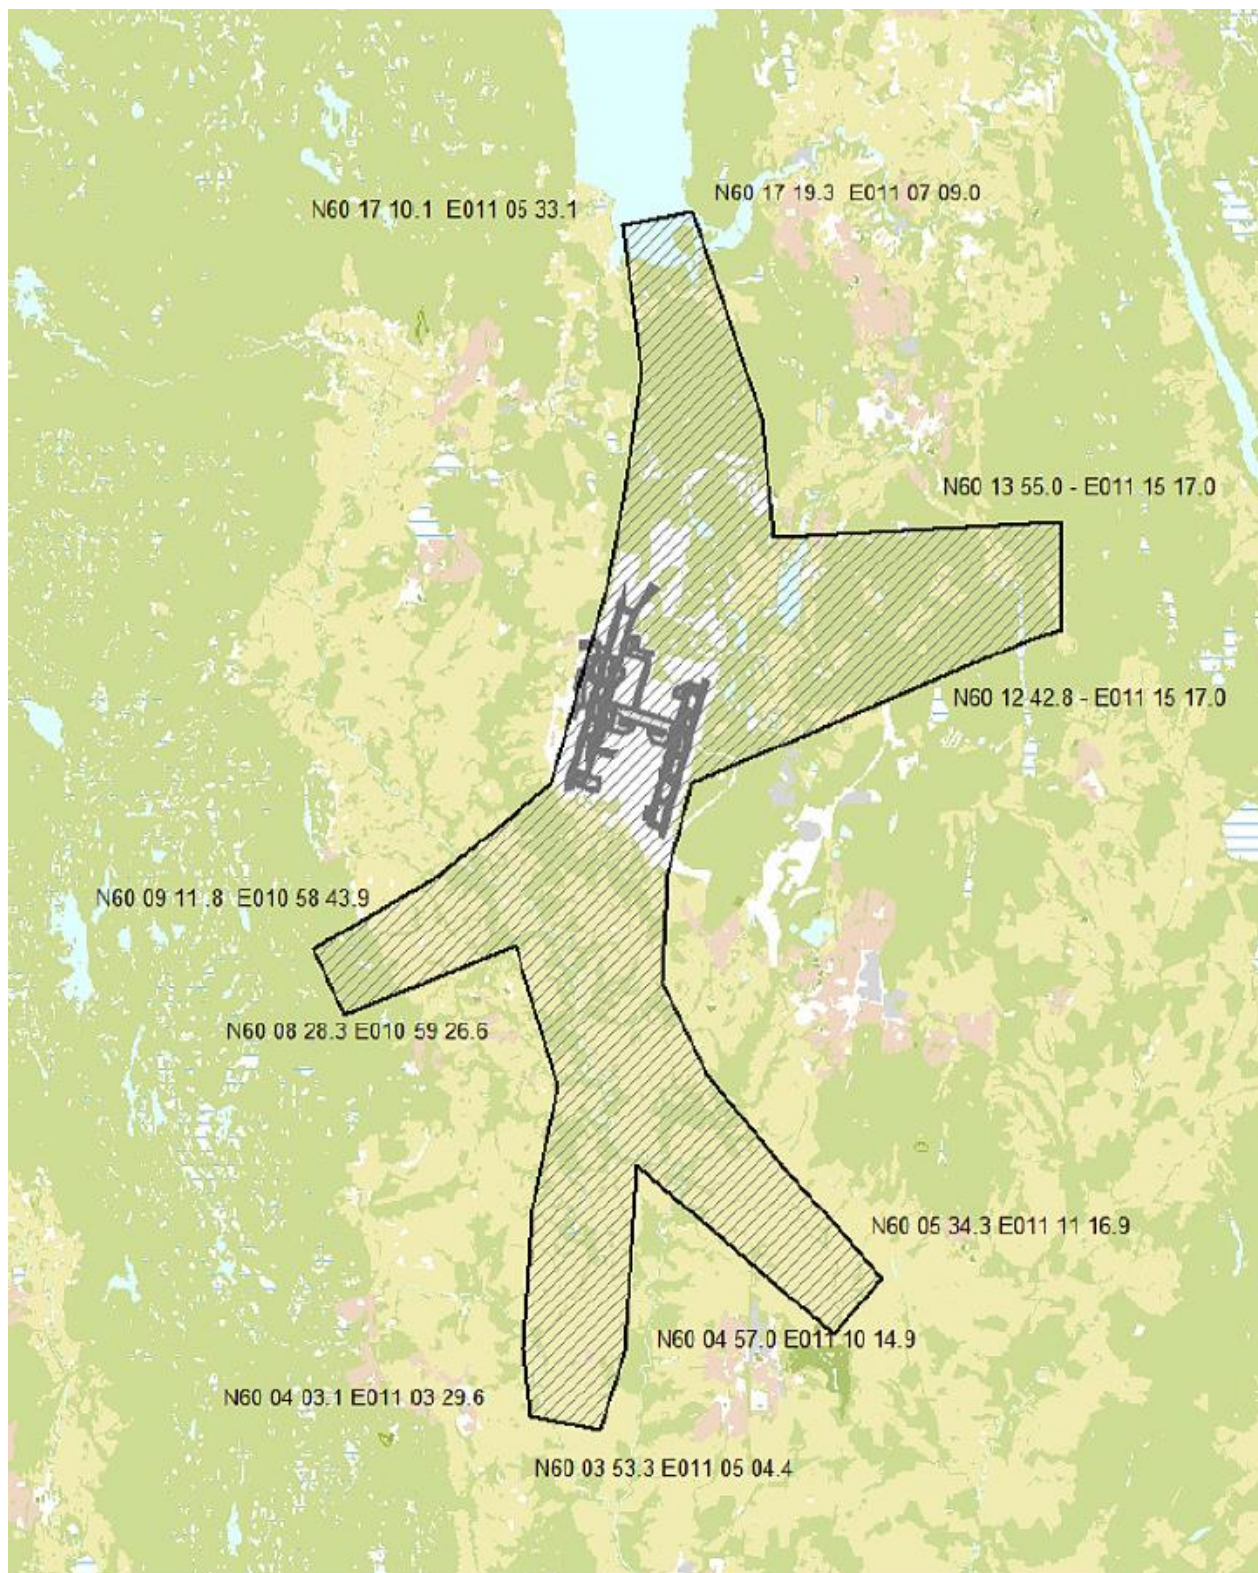 N60 17 19.3 E011 07 09.0
N60 17 10.1 E011 05 33.1
N60 13 55.0 - E011 15 17.0
N60 12 42.8 - E011 15 17.0
N60 09 11.8 E010 58 43.9
N60 08 28.3 E010 59 26.6
N60 05 34.3 E011 11 16.9
N60 04 57.0 E011 10 14.9
N60 04 03.1 E011 03 29.6
N60 03 53.3 E011 05 04.4